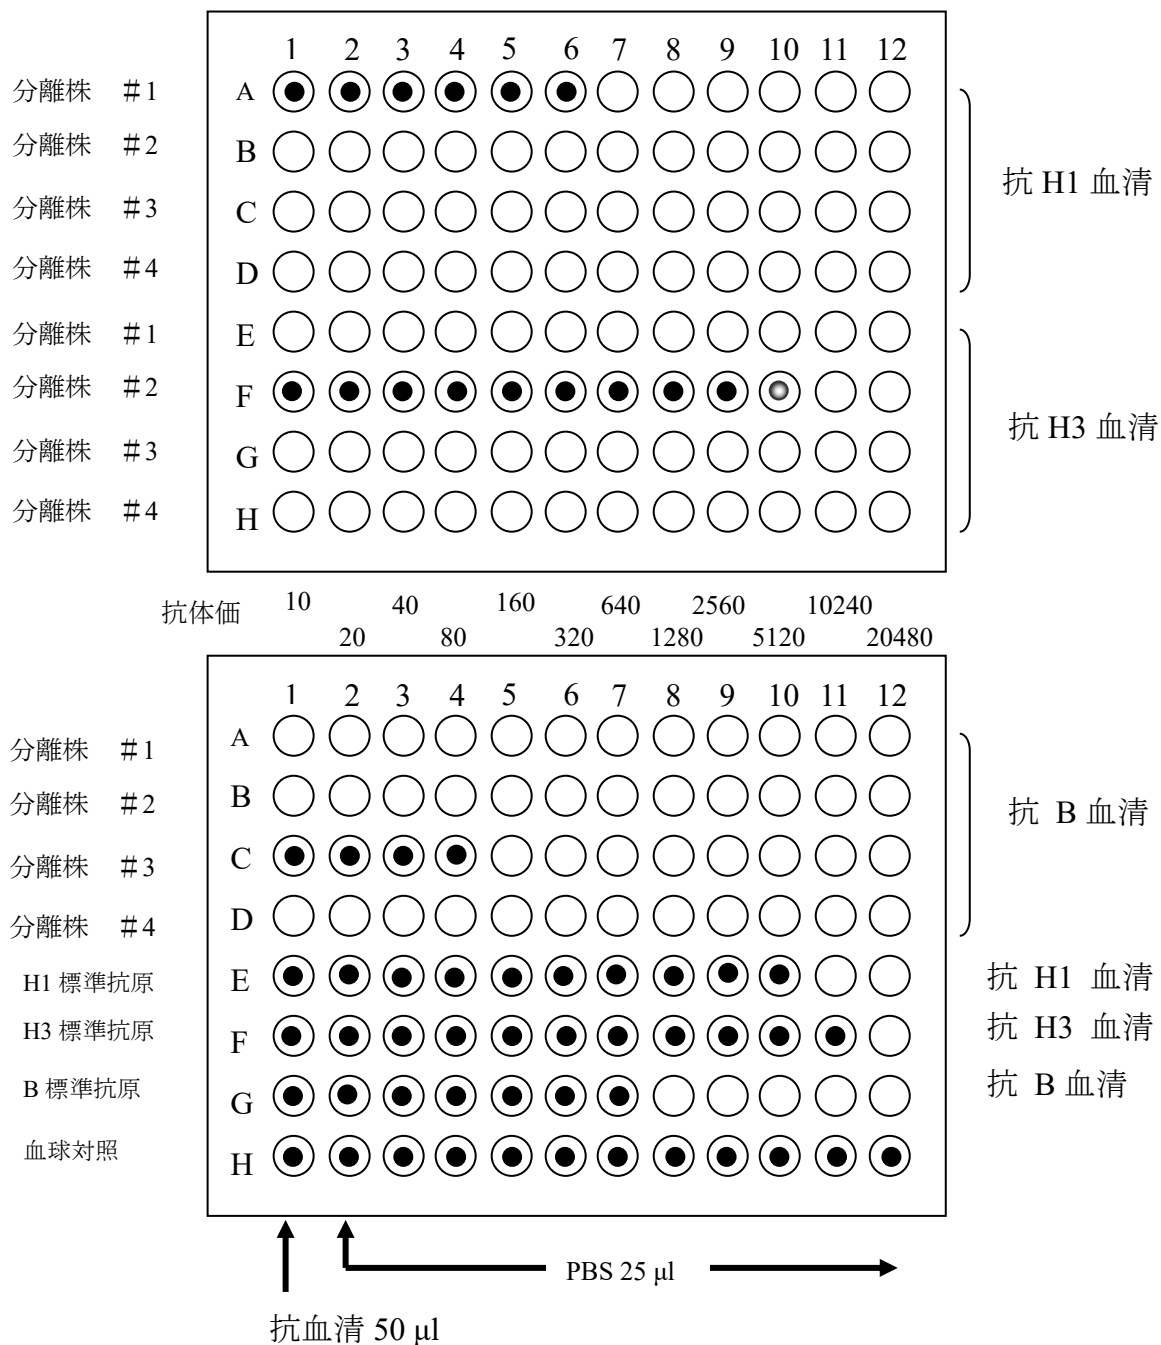 1 2 3 4 5 6 7 8 9 10 11 12
分離株 #1 A
分離株 #2 B
分離株 #3 C
分離株 #4 D
抗 H1 血清
分離株 #1 E
分離株 #2 F
分離株 #3 G
分離株 #4 H
抗 H3 血清
抗体価 10 40 160 640 2560 10240
20 80 320 1280 5120 20480
1 2 3 4 5 6 7 8 9 10 11 12
分離株 #1 A
分離株 #2 B
分離株 #3 C
分離株 #4 D
抗 B 血清
H1 標準抗原 E 抗 H1 血清
H3 標準抗原 F 抗 H3 血清
B 標準抗原 G 抗 B 血清
血球対照 H
PBS 25 μl
抗血清 50 μl